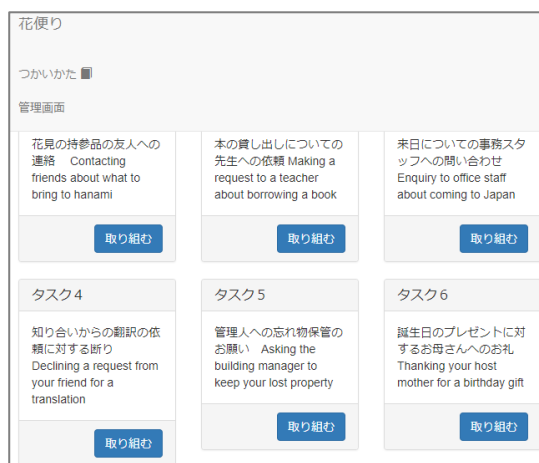 花便り
つかいかた
管理画面
花見の持参品の友人への
連絡　Contacting
friends about what to
bring to hanami
取り組む
本の貸し出しについての
先生への依頼 Making a
request to a teacher
about borrowing a book
取り組む
来日についての事務スタ
ッフへの問い合わせ
Enquiry to office staff
about coming to Japan
取り組む
タスク4
知り合いからの翻訳の依
頼に対する断り
Declining a request from
your friend for a
translation
取り組む
タスク5
管理人への忘れ物保管の
お願い　Asking the
building manager to
keep your lost property
取り組む
タスク6
誕生日のプレゼントに対
するお母さんへのお礼
Thanking your host
mother for a birthday gift
取り組む